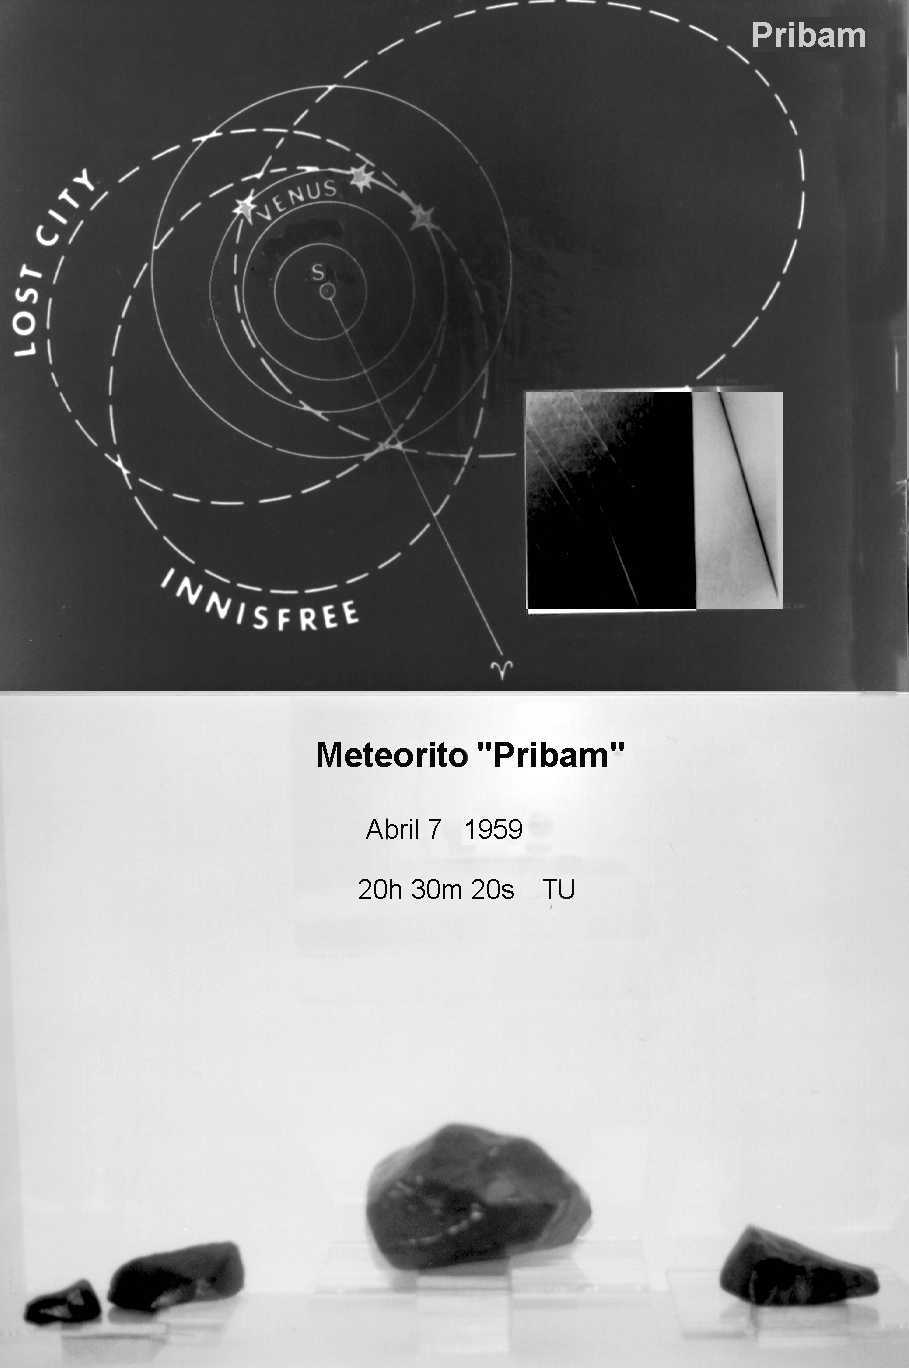 Pribam
LOST CITY
VENUS
S
INNISFREE
♈
Meteorito "Pribam"
Abril 7 1959
20h 30m 20s TU